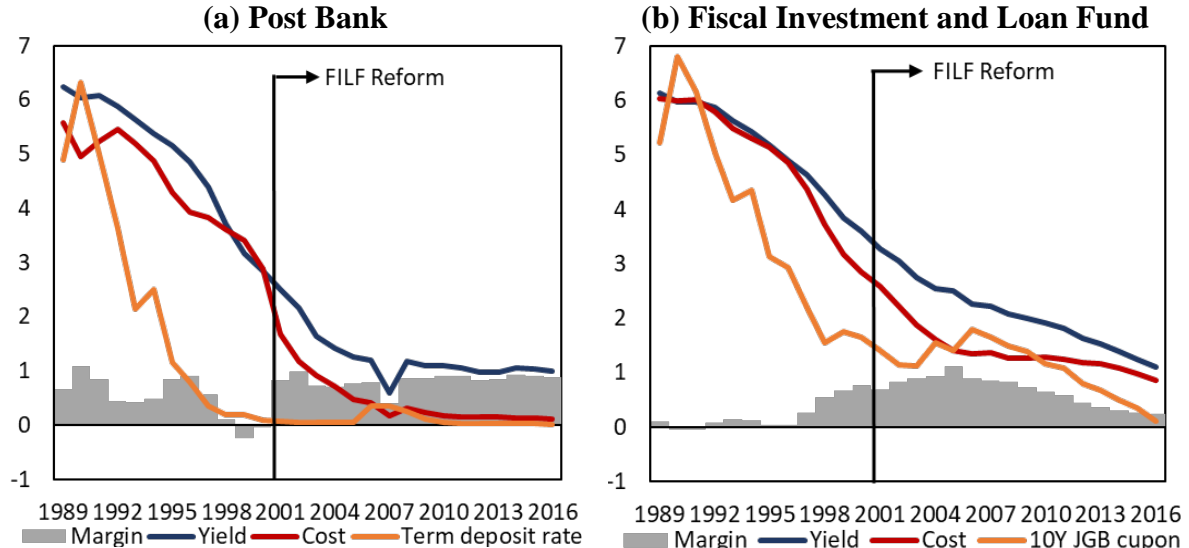 (a) Post Bank
7
6
5
4
3
2
1
0
-1
FILF Reform
1989 1992 1995 1998 2001 2004 2007 2010 2013 2016
Margin Yield Cost Term deposit rate
(b) Fiscal Investment and Loan Fund
7
6
5
4
3
2
1
0
-1
FILF Reform
1989 1992 1995 1998 2001 2004 2007 2010 2013 2016
Margin Yield Cost 10Y JGB cupon